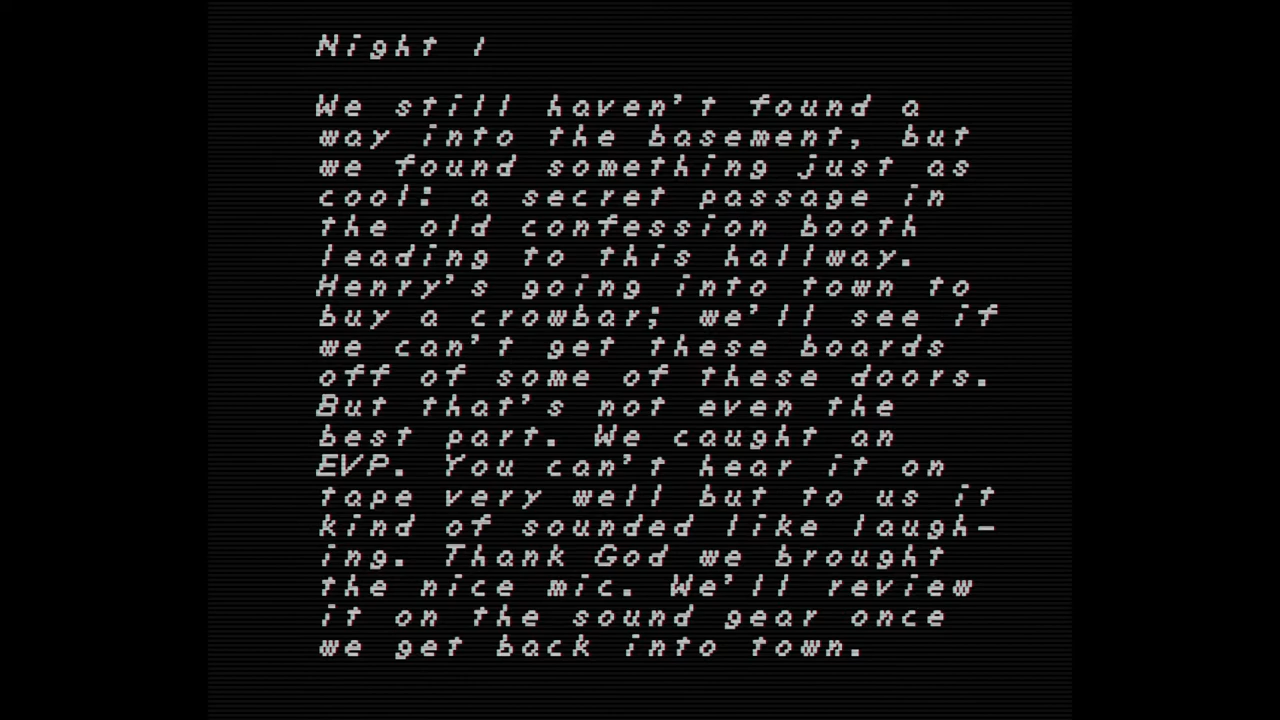 Night 1
We still haven't found a
way into the basement, but
we found something just as
cool: a secret passage in
the old confession booth
leading to this hallway.
Henry's going into town to
buy a crowbar; we'll see if
we can't get these boards
off of some of these doors.
But that's not even the
best part. We caught an
EVP. You can't hear it on
tape very well but to us it
kind of sounded like laugh-
ing. Thank God we brought
the nice mic. We'll review
it on the sound gear once
we get back into town.